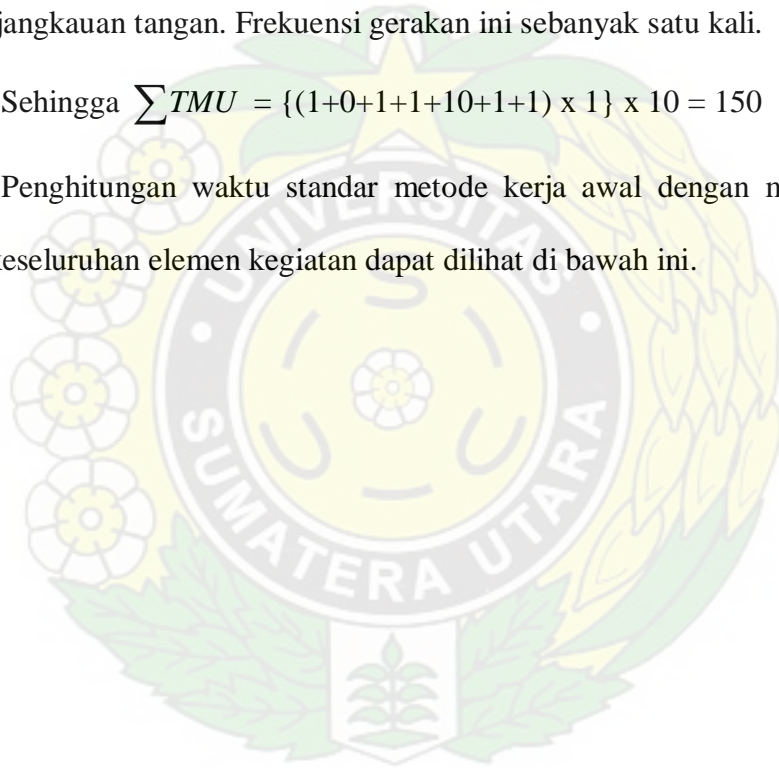 jangkauan tangan. Frekuensi gerakan ini sebanyak satu kali.
Sehingga ∑TMU = {(1+0+1+1+10+1+1) x 1} x 10 = 150
Penghitungan waktu standar metode kerja awal dengan
keseluruhan elemen kegiatan dapat dilihat di bawah ini.
UNIVERSITAS
SUMATERA UTARA